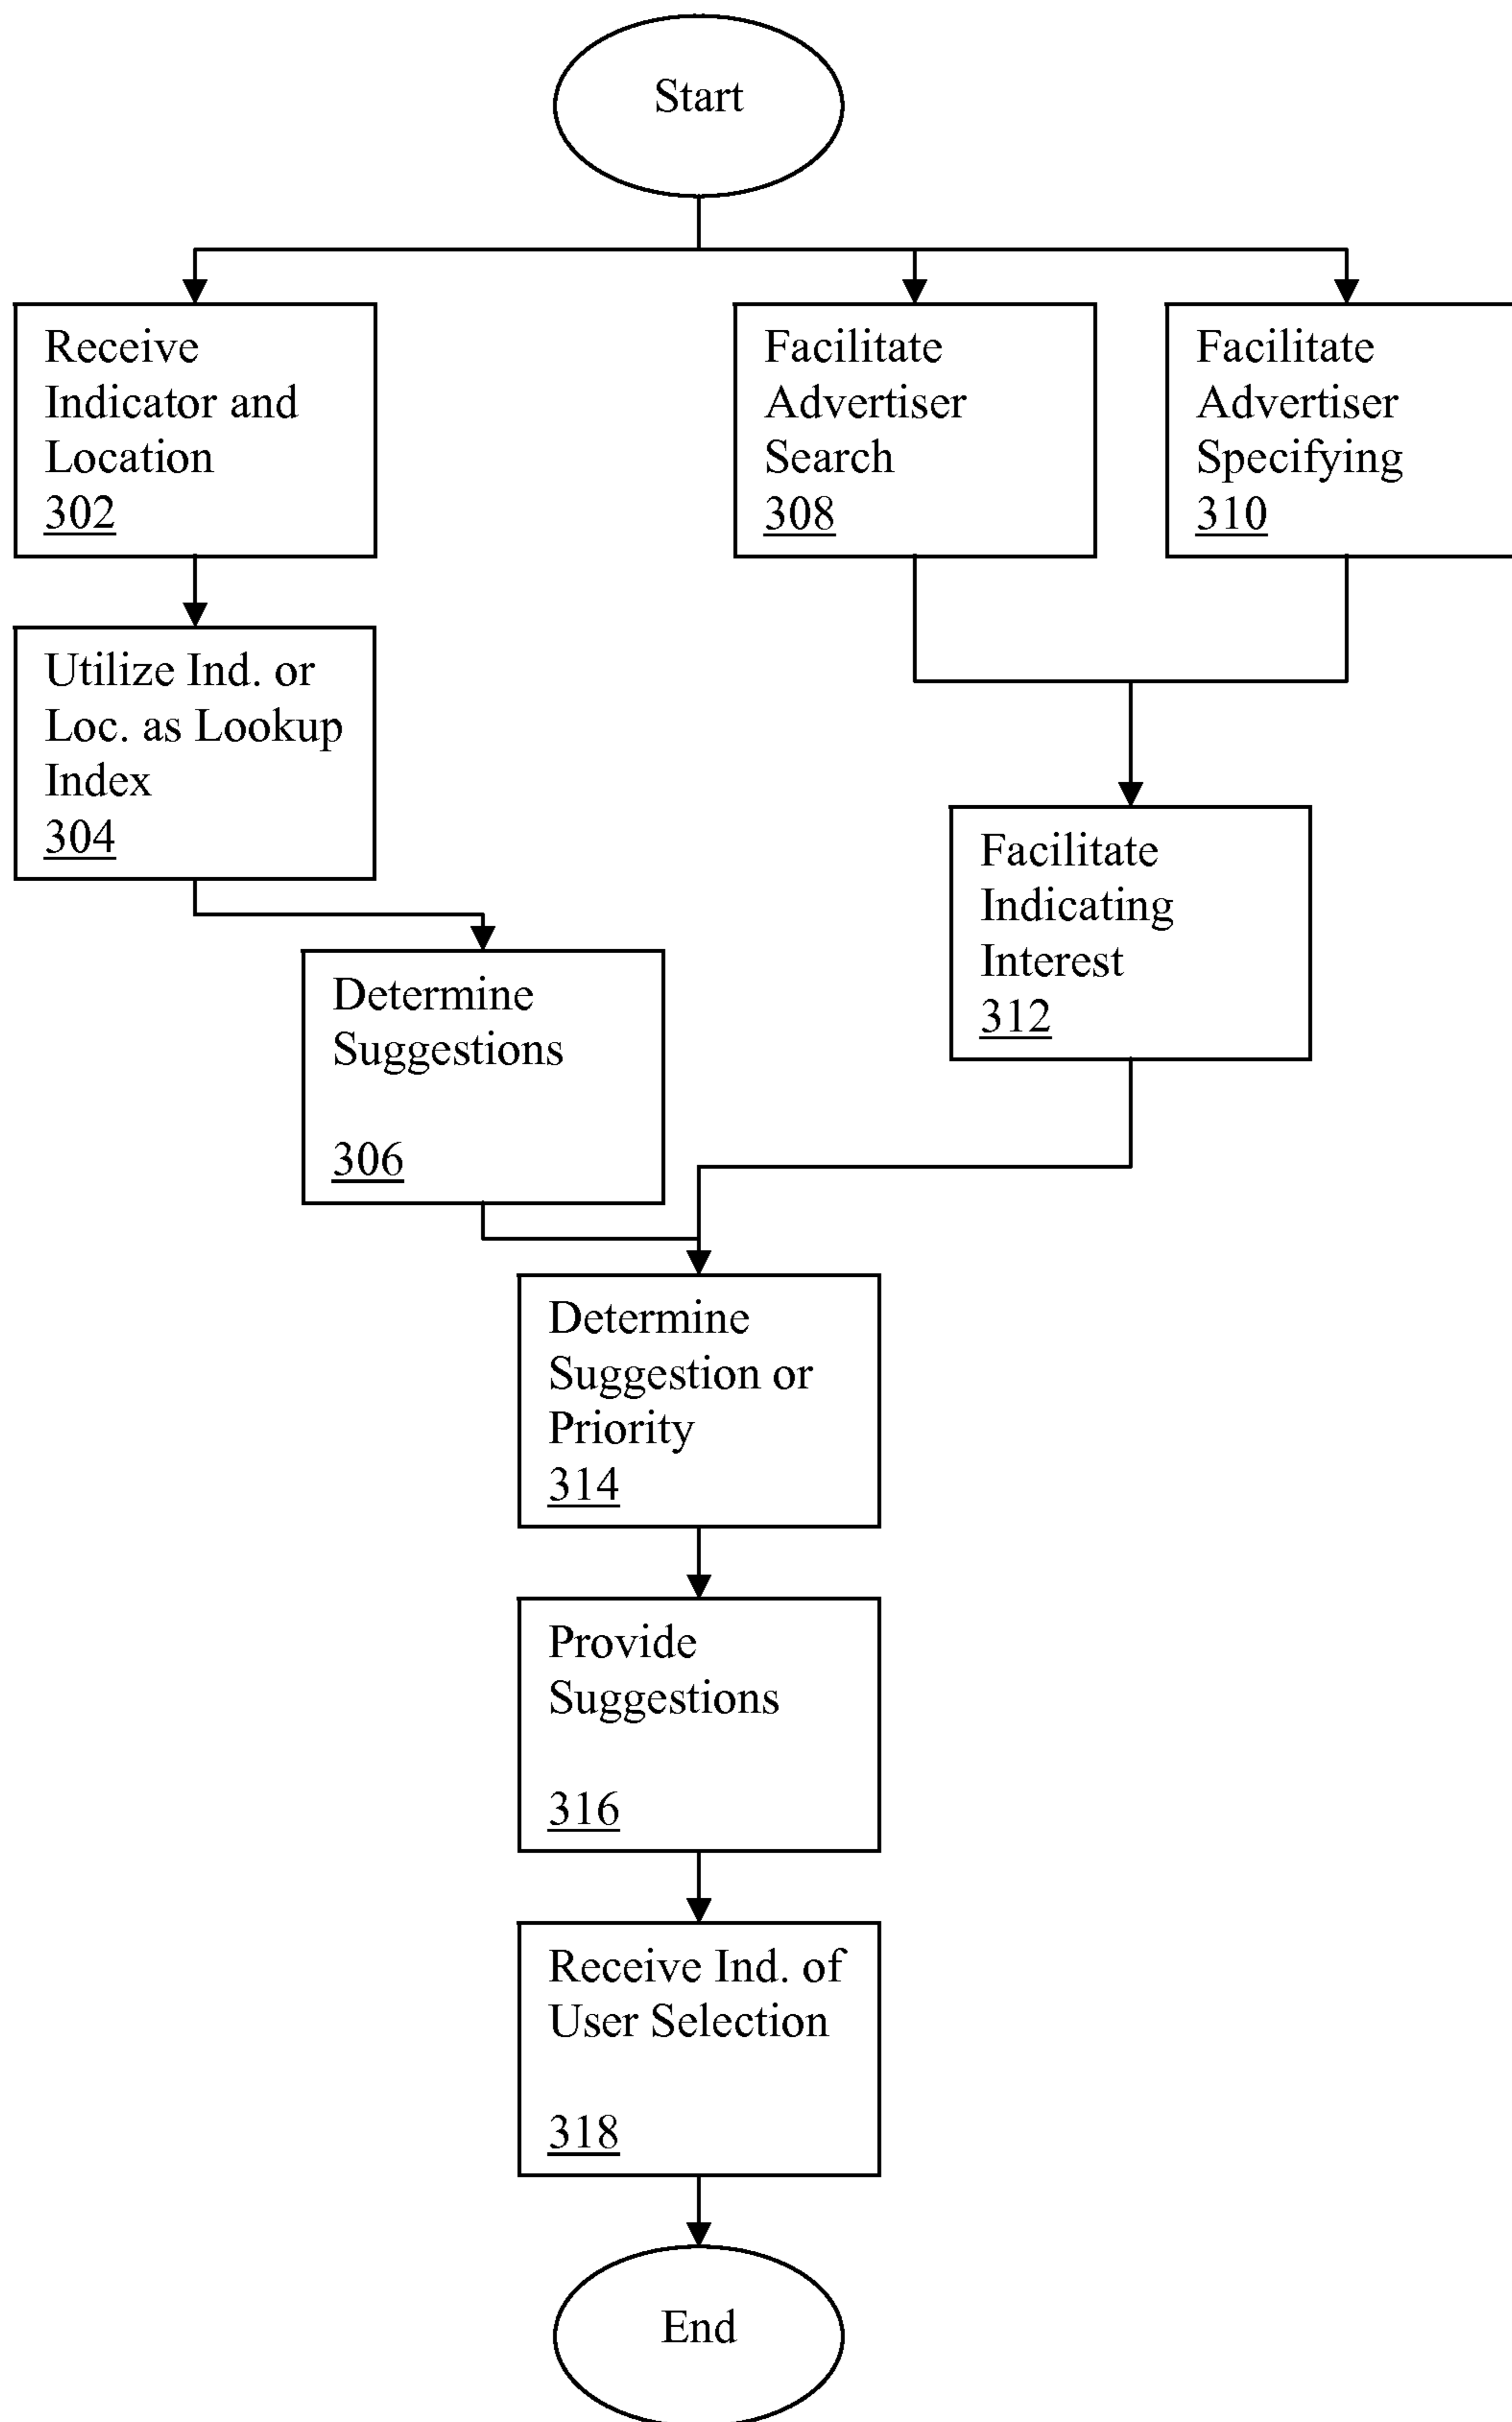 Start
Receive
Indicator and
Location
302
Facilitate
Advertiser
Search
308
Facilitate
Advertiser
Specifying
310
Utilize Ind. or
Loc. as Lookup
Index
304
Facilitate
Indicating
Interest
312
Determine
Suggestions
306
Determine
Suggestion or
Priority
314
Provide
Suggestions
316
Receive Ind. of
User Selection
318
End